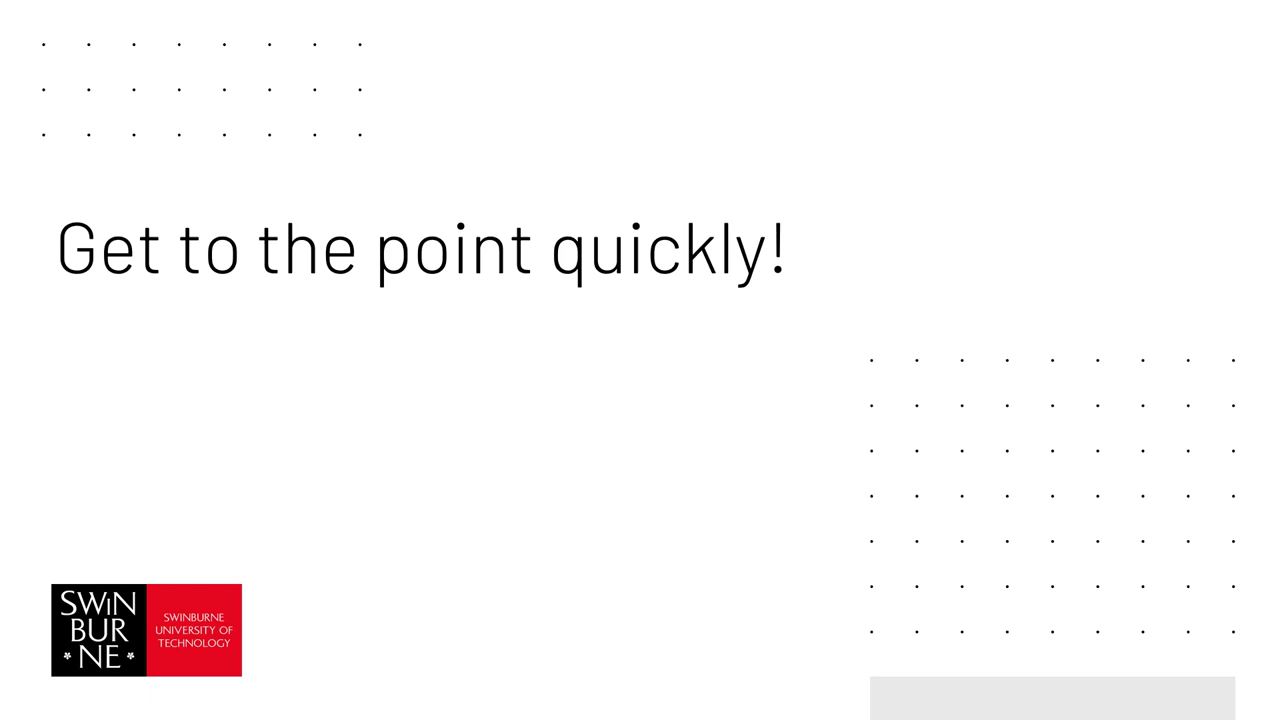 Get to the point quickly!
SWIN
BUR
NE
SWINBURNE
UNIVERSITY OF
TECHNOLOGY